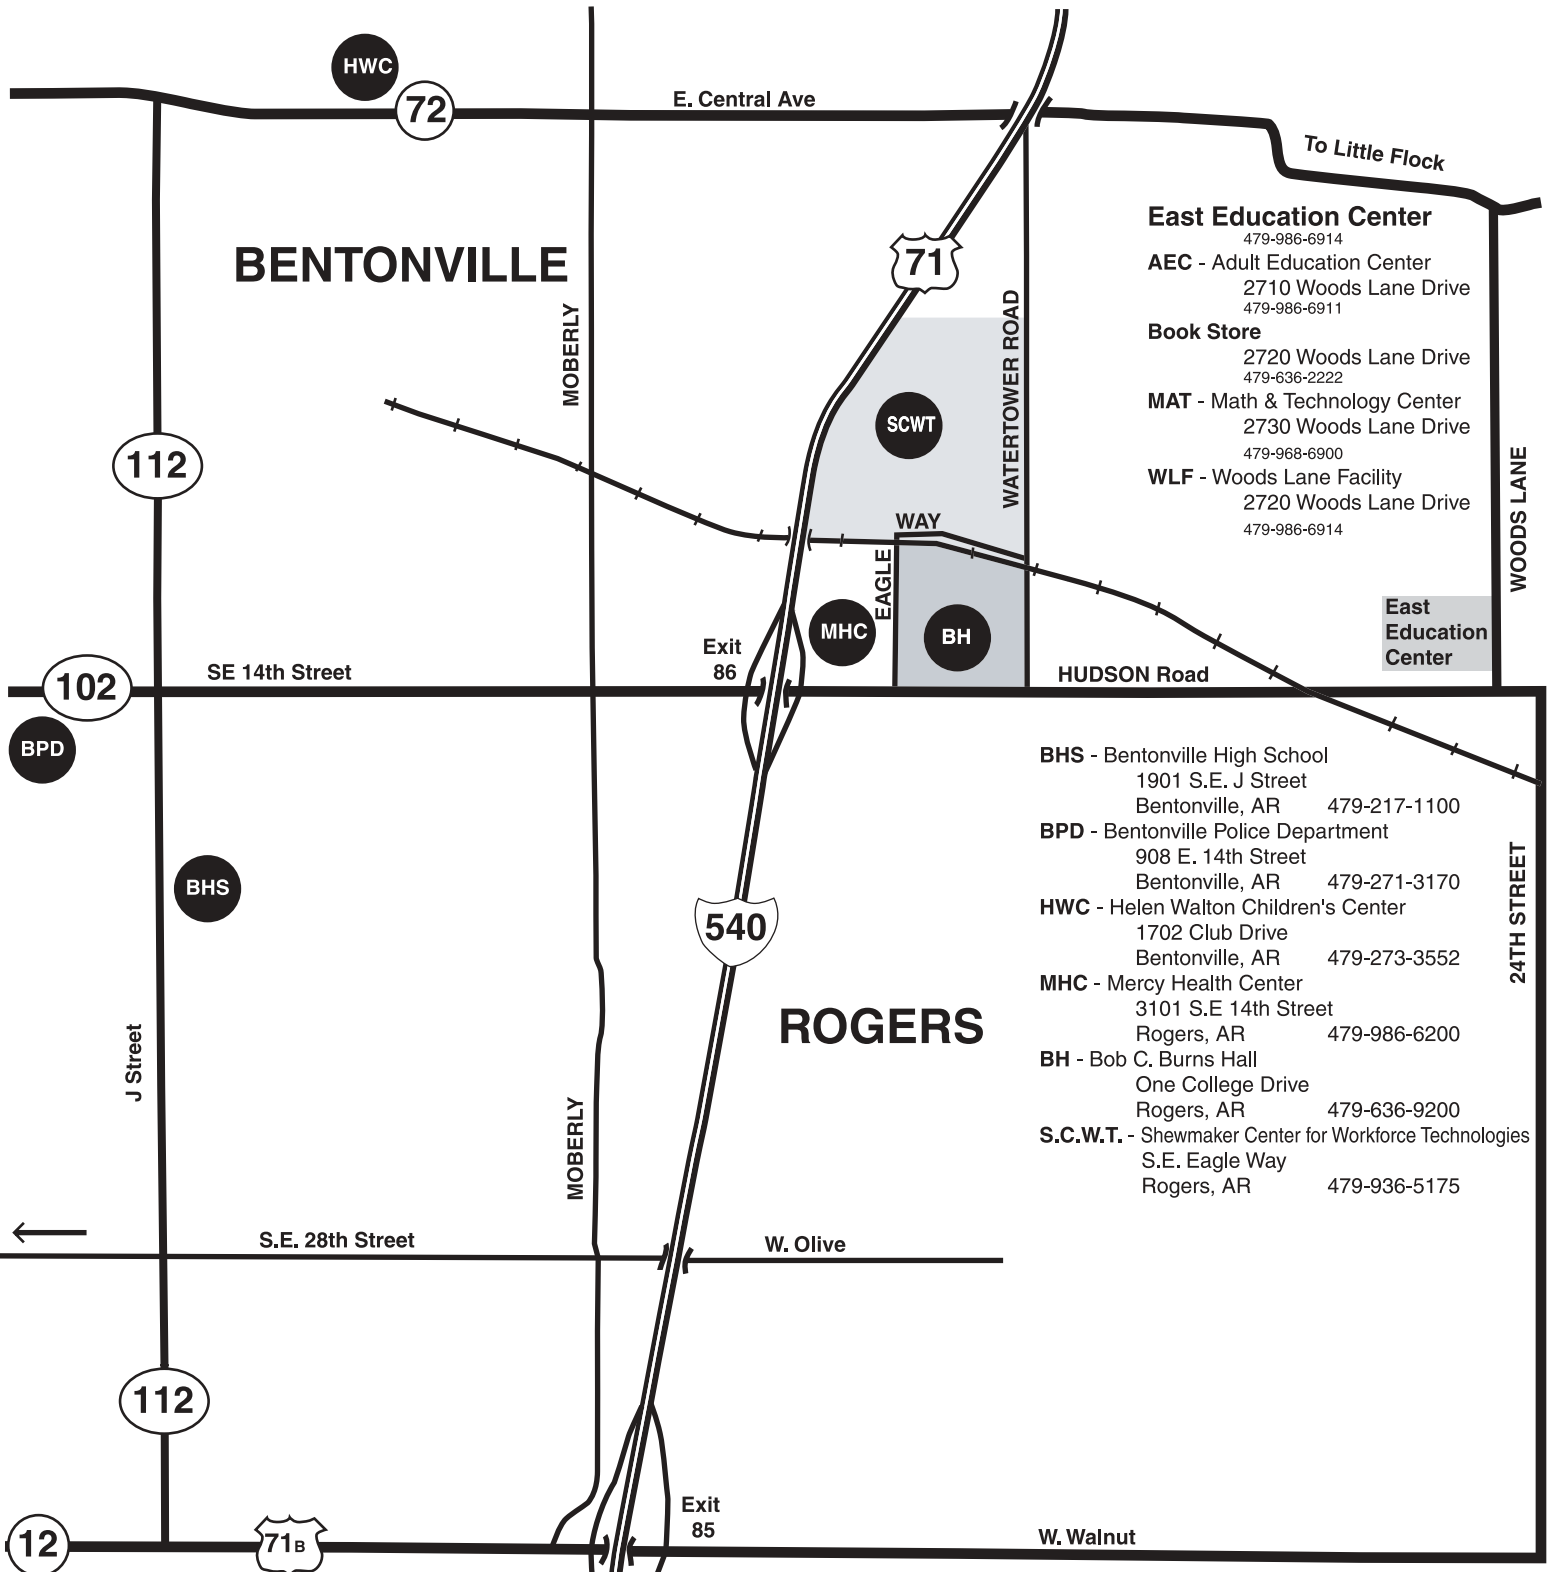 HWC
72
E. Central Ave
To Little Flock
BENTONVILLE
71
MOBERLY
WATERTOWER ROAD
East Education Center
479-986-6914
AEC - Adult Education Center
2710 Woods Lane Drive
479-986-6911
Book Store
2720 Woods Lane Drive
479-636-2222
MAT - Math & Technology Center
2730 Woods Lane Drive
479-968-6900
WLF - Woods Lane Facility
2720 Woods Lane Drive
479-986-6914
WOODS LANE
112
SCWT
WAY
EAGLE
MHC
BH
East
Education
Center
Exit
86
SE 14th Street
HUDSON Road
102
BPD
BHS
540
ROGERS
BHS - Bentonville High School
1901 S.E. J Street
Bentonville, AR 479-217-1100
BPD - Bentonville Police Department
908 E. 14th Street
Bentonville, AR 479-271-3170
HWC - Helen Walton Children's Center
1702 Club Drive
Bentonville, AR 479-273-3552
MHC - Mercy Health Center
3101 S.E 14th Street
Rogers, AR 479-986-6200
BH - Bob C. Burns Hall
One College Drive
Rogers, AR 479-636-9200
S.C.W.T. - Shewmaker Center for Workforce Technologies
S.E. Eagle Way
Rogers, AR 479-936-5175
24TH STREET
J Street
MOBERLY
S.E. 28th Street
W. Olive
112
Exit
85
12
71B
W. Walnut